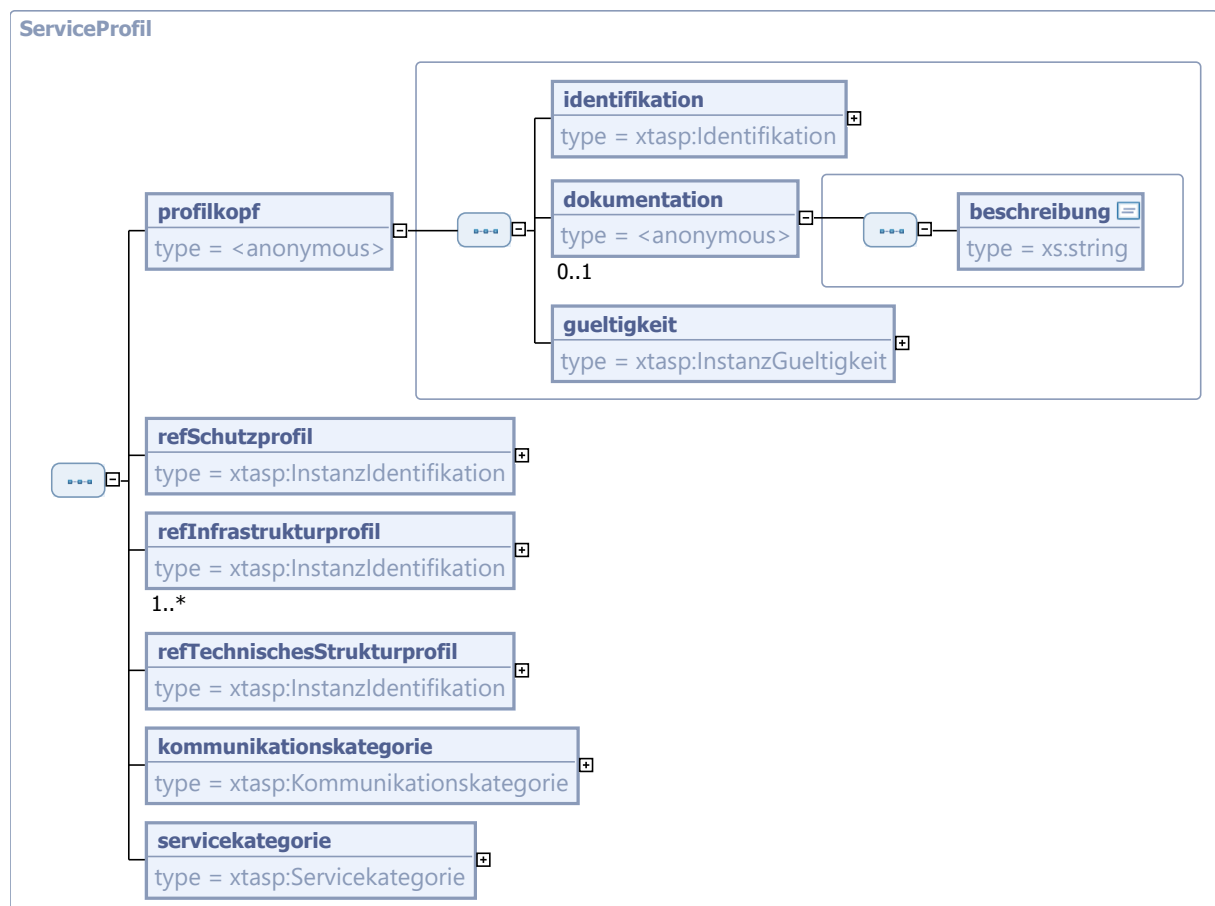 ServiceProfil
identifikation
type = xtasp:Identifikation
profilkopf
type = <anonymous>
dokumentation
type = <anonymous>
0..1
beschreibung
type = xs:string
gueltigkeit
type = xtasp:InstanzGueltigkeit
refSchutzprofil
type = xtasp:InstanzIdentifikation
refInfrastrukturprofil
type = xtasp:InstanzIdentifikation
1..*
refTechnischesStrukturprofil
type = xtasp:InstanzIdentifikation
kommunikationskategorie
type = xtasp:Kommunikationskategorie
servicekategorie
type = xtasp:Servicekategorie